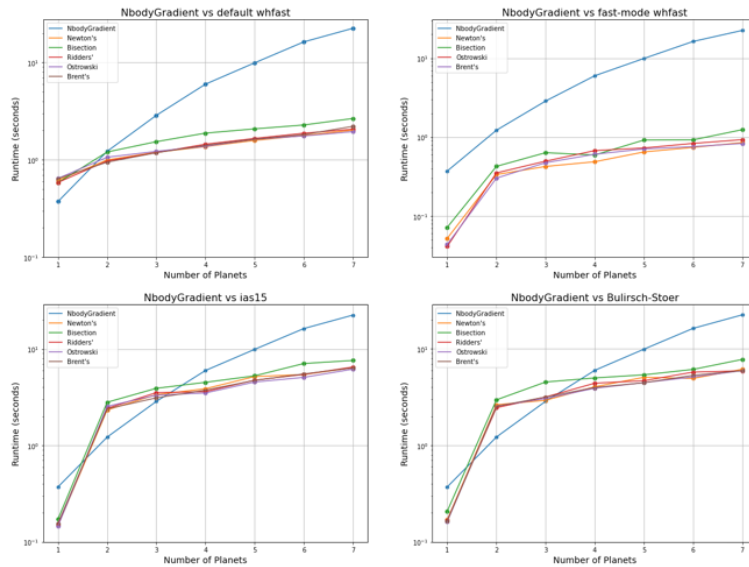 NbodyGradient vs default whfast
NbodyGradient
Newton's
Bisection
Ridders'
Ostrowski
Brent's
Runtime (seconds)
10¹
10⁰
10⁻¹
1 2 3 4 5 6 7
Number of Planets
NbodyGradient vs fast-mode whfast
NbodyGradient
Newton's
Bisection
Ridders'
Ostrowski
Brent's
Runtime (seconds)
10¹
10⁰
10⁻¹
1 2 3 4 5 6 7
Number of Planets
NbodyGradient vs ias15
NbodyGradient
Newton's
Bisection
Ridders'
Ostrowski
Brent's
Runtime (seconds)
10¹
10⁰
10⁻¹
1 2 3 4 5 6 7
Number of Planets
NbodyGradient vs Bulirsch-Stoer
NbodyGradient
Newton's
Bisection
Ridders'
Ostrowski
Brent's
Runtime (seconds)
10¹
10⁰
10⁻¹
1 2 3 4 5 6 7
Number of Planets